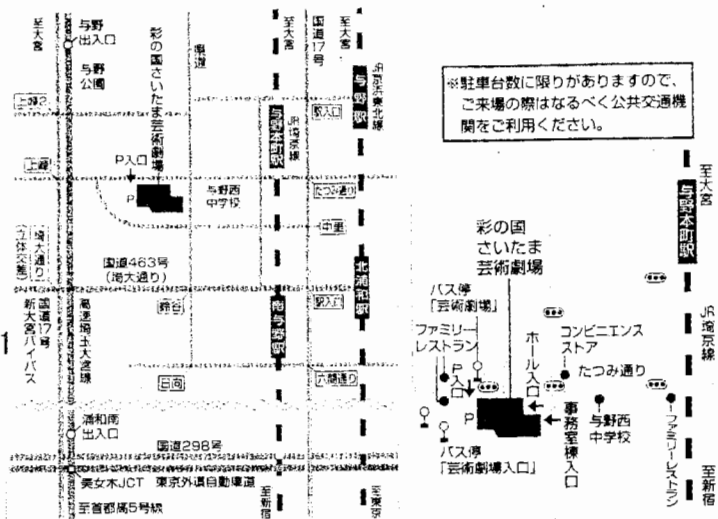 至大宮
与野
出入口
与野
公園
彩の国さいたま芸術劇場
県道
至大宮
国道17号
至大宮
JR京浜東北線
与野駅
上峰2
駅入口
与野本町駅
JR埼京線
上峰
P入口
P
与野西
中学校
たつみ通り
中里
埼大通り
(立体交差)
国道463号
(埼大通り)
北浦和駅
鈴谷
駅入口
南与野駅
国道17号
新大宮バイパス
高速埼玉大宮線
日向
六間通り
浦和南
出入口
国道298号
美女木JCT 東京外環自動車道
至首都高5号線
至新宿
至東京
※駐車台数に限りがありますので、
ご来場の際はなるべく公共交通機
関をご利用ください。
至大宮
与野本町駅
彩の国
さいたま
芸術劇場
バス停
「芸術劇場」
ファミリー
レストラン
P入口
ホール入口
コンビニエンス
ストア
たつみ通り
JR埼京線
P
事務室棟入口
与野西
中学校
ファミリーレストラン
バス停
「芸術劇場入口」
至新宿